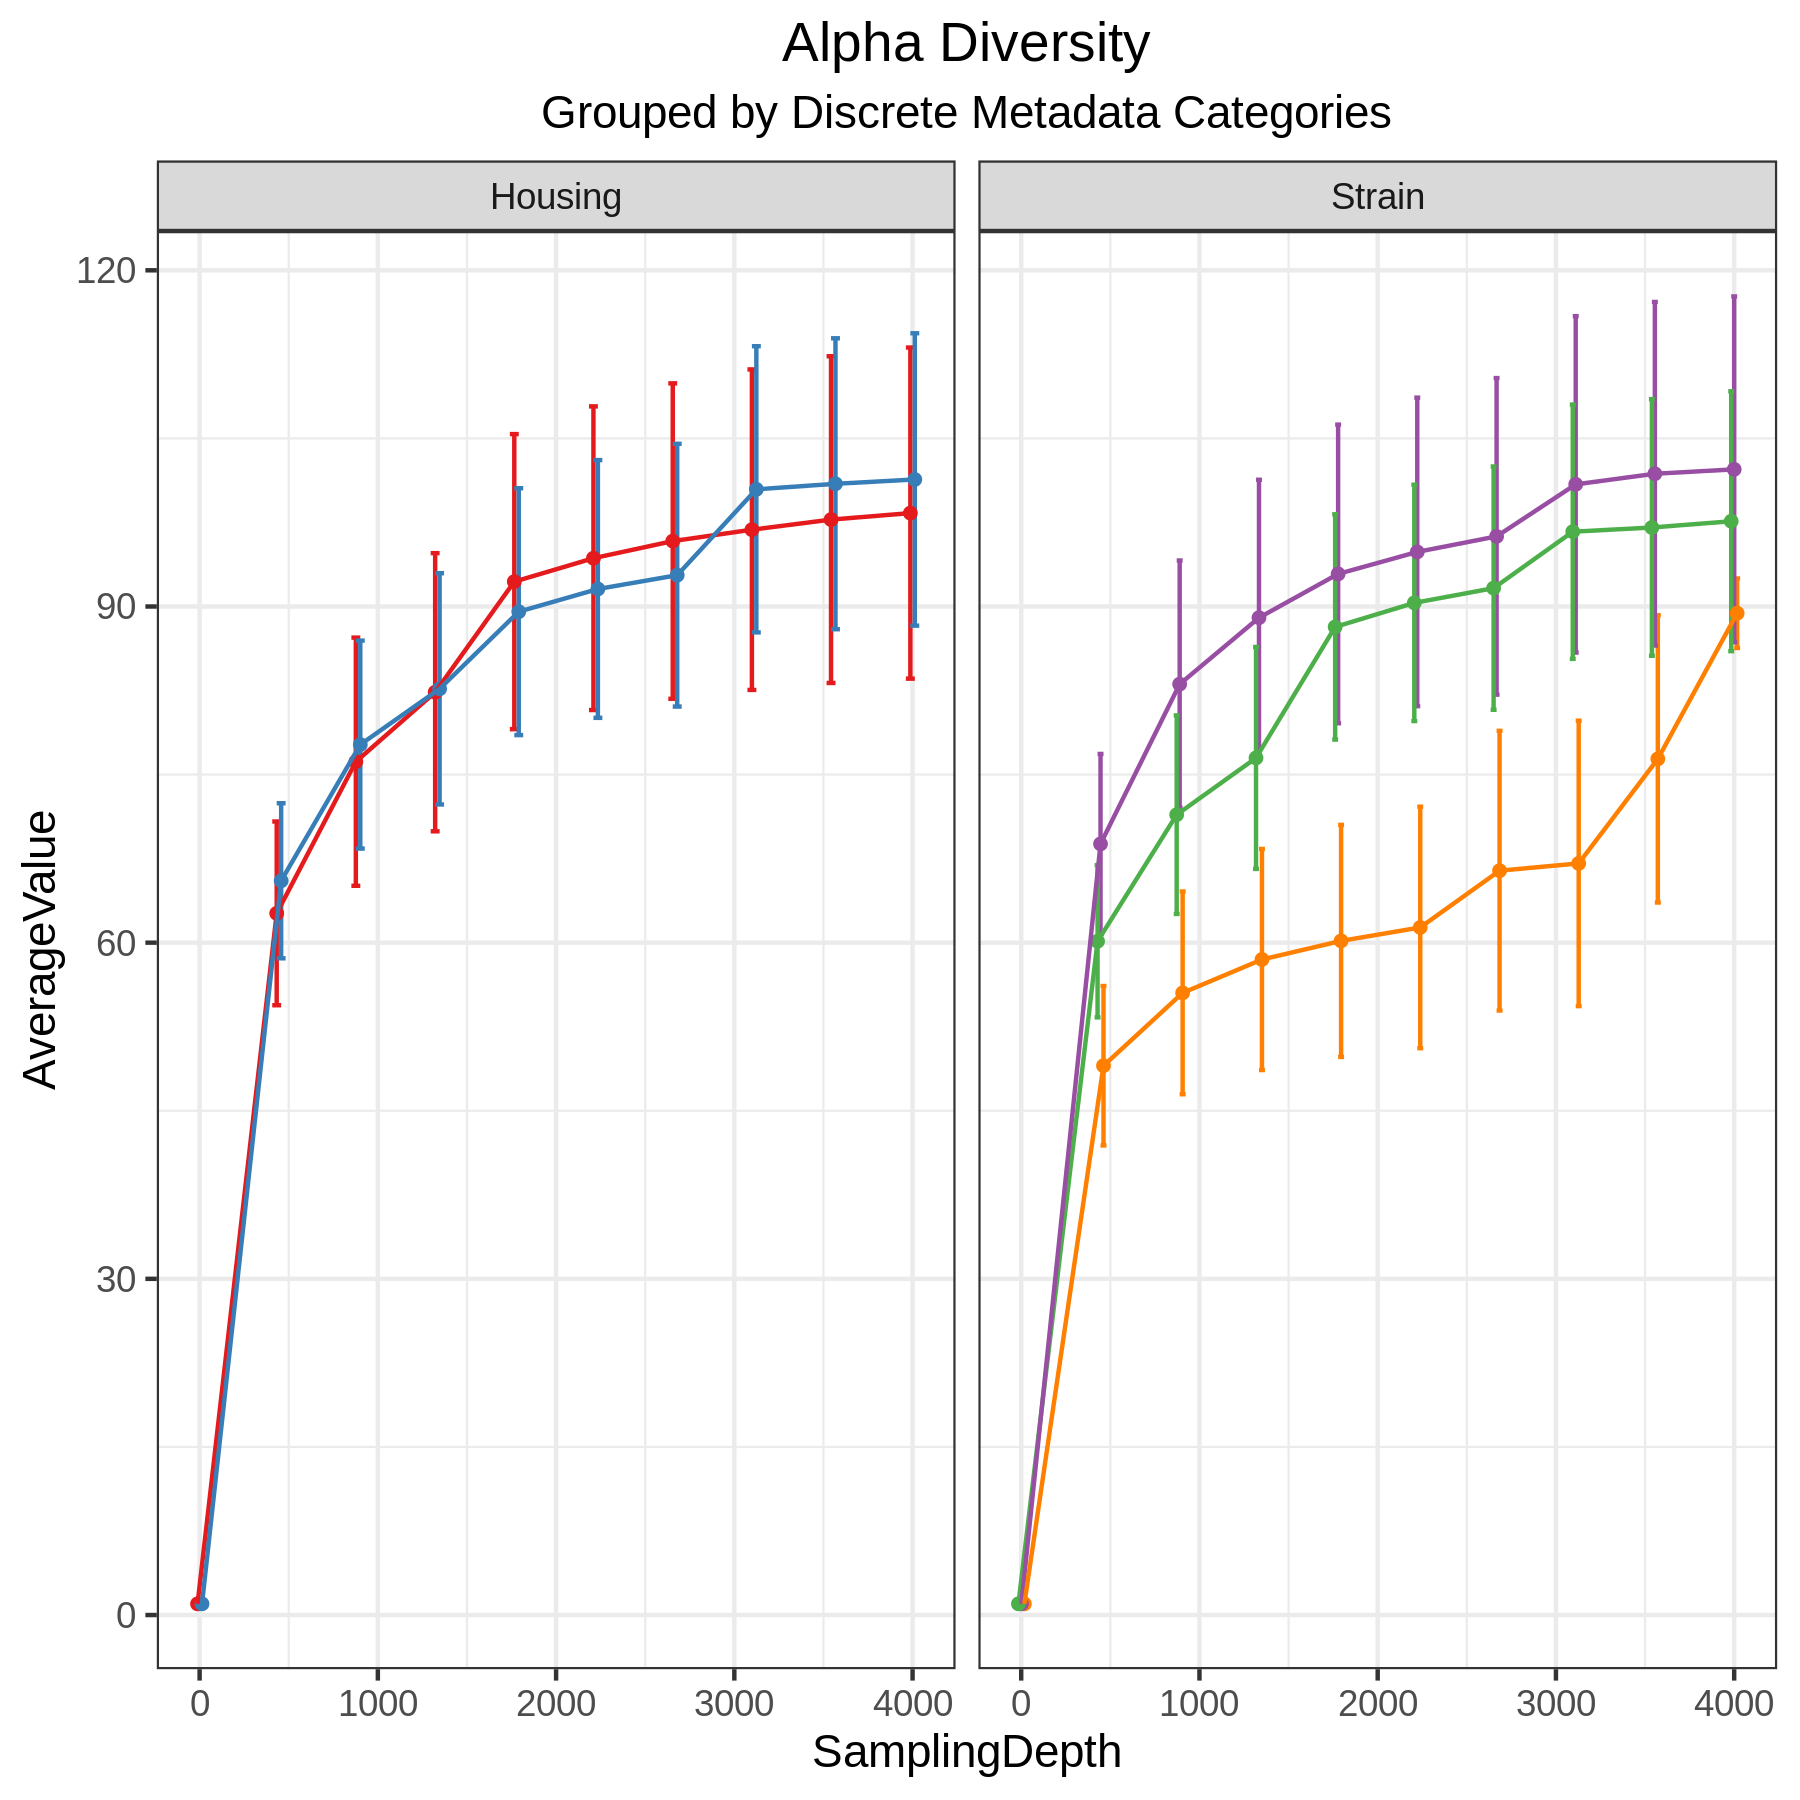 Alpha Diversity
Grouped by Discrete Metadata Categories
Housing
Strain
120
90
60
30
0
AverageValue
0 1000 2000 3000 4000
0 1000 2000 3000 4000
SamplingDepth